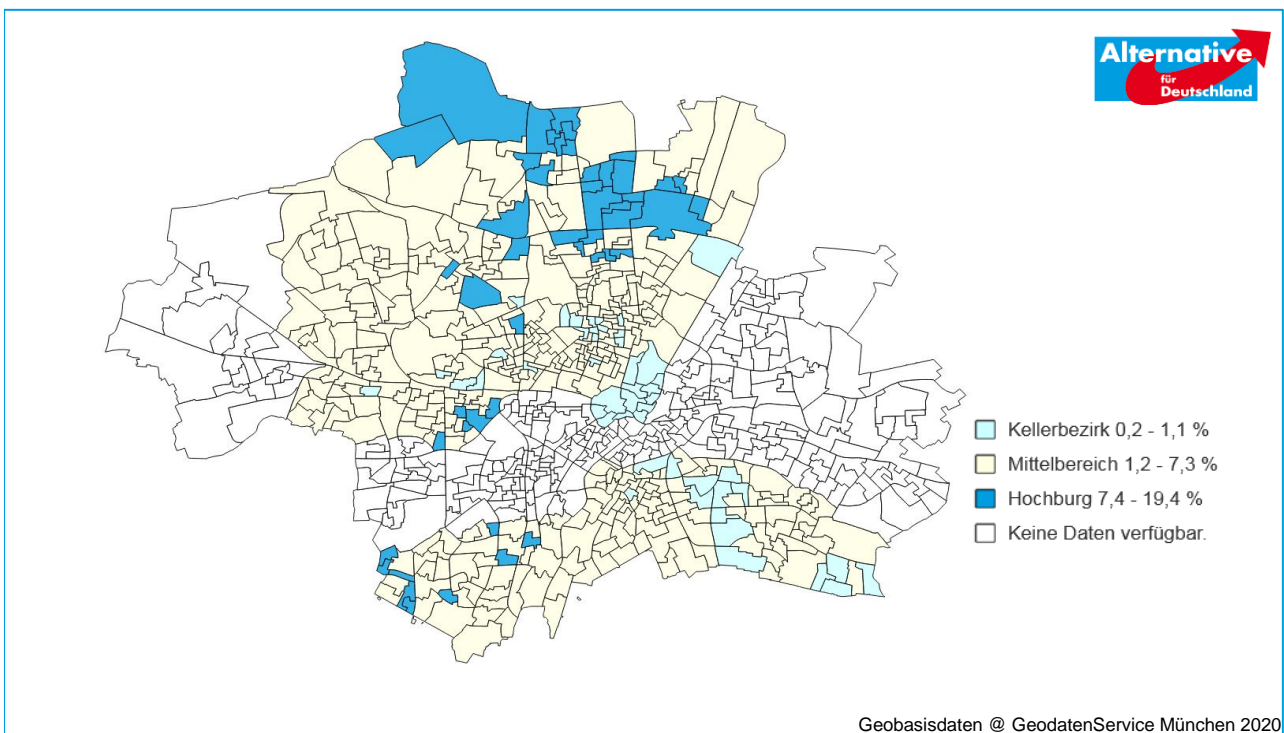 Alternative
für
Deutschland
Kellerbezirk 0,2 - 1,1 %
Mittelbereich 1,2 - 7,3 %
Hochburg 7,4 - 19,4 %
Keine Daten verfügbar.
Geobasisdaten @ GeodatenService München 2020